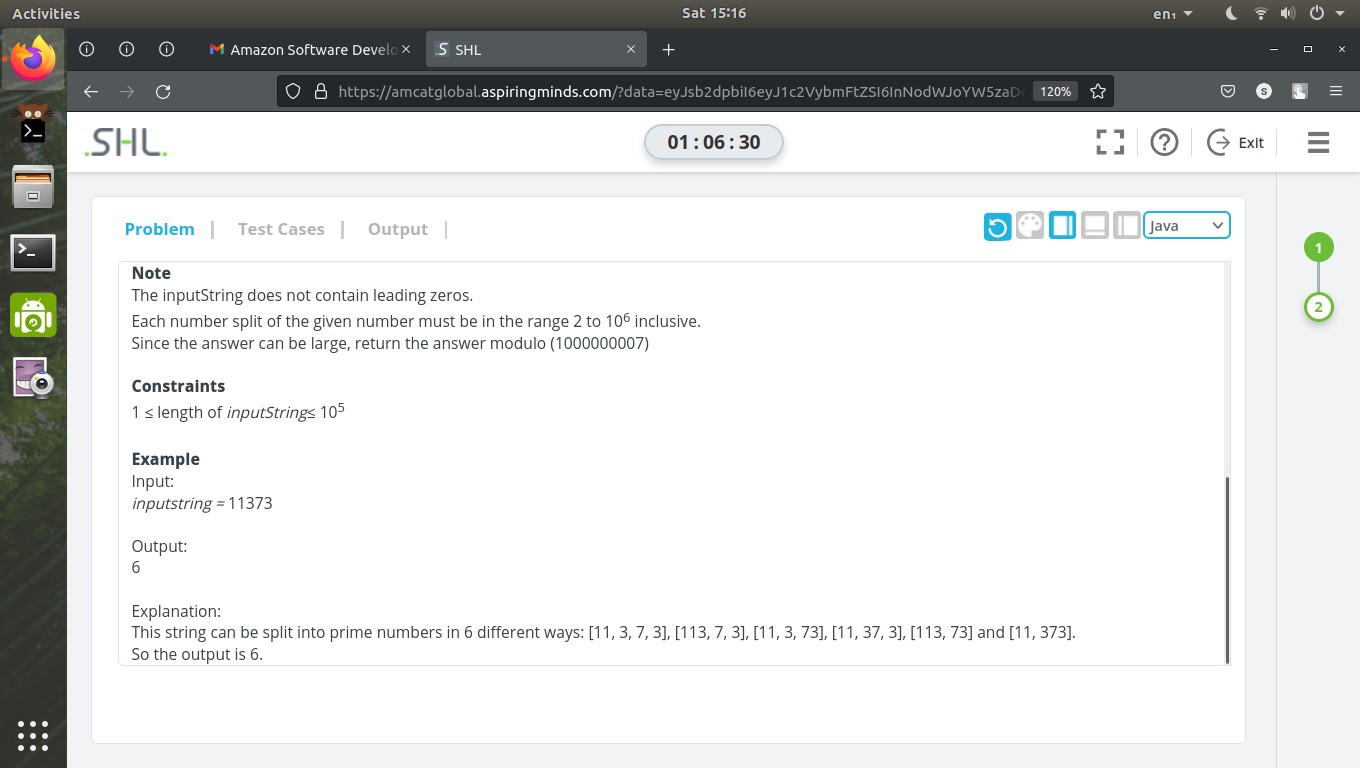 Activities
Sat 15:16
en₁
Amazon Software Develo
SHL
https://amcatglobal.aspiringminds.com/?data=eyJsb2dpbiI6eyJ1c2VybmFtZSI6InNodWJoYW5zaDc
120%
S
.SHL.
01 : 06 : 30
Exit
Problem | Test Cases | Output |
Java
1
2
Note
The inputString does not contain leading zeros.
Each number split of the given number must be in the range 2 to 10⁶ inclusive.
Since the answer can be large, return the answer modulo (1000000007)
Constraints
1 ≤ length of inputString≤ 10⁵
Example
Input:
inputstring = 11373
Output:
6
Explanation:
This string can be split into prime numbers in 6 different ways: [11, 3, 7, 3], [113, 7, 3], [11, 3, 73], [11, 37, 3], [113, 73] and [11, 373].
So the output is 6.